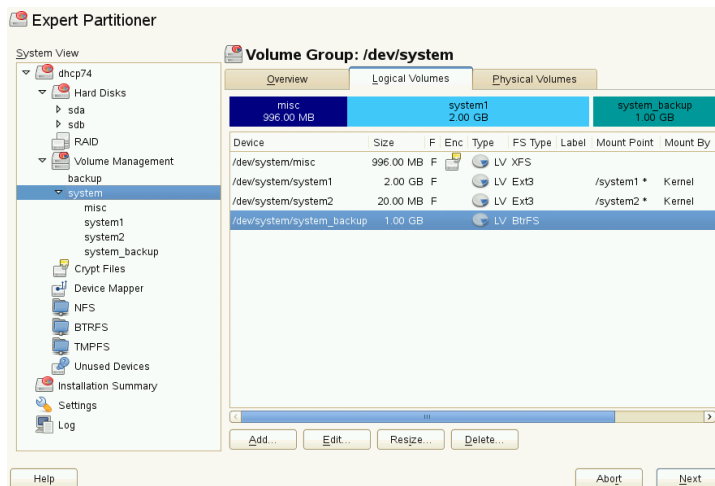 Expert Partitioner
System View
dhcp74
Hard Disks
sda
sdb
RAID
Volume Management
backup
system
misc
system1
system2
system_backup
Crypt Files
Device Mapper
NFS
BTRFS
TMPFS
Unused Devices
Installation Summary
Settings
Log
Volume Group: /dev/system
Overview Logical Volumes Physical Volumes
misc system1 system_backup
996.00 MB 2.00 GB 1.00 GB
Device Size F Enc Type FS Type Label Mount Point Mount By
/dev/system/misc 996.00 MB F LV XFS
/dev/system/system1 2.00 GB F LV Ext3 /system1 * Kernel
/dev/system/system2 20.00 MB F LV Ext3 /system2 * Kernel
/dev/system/system_backup 1.00 GB LV BtrFS
Add... Edit... Resize... Delete...
Help Abort Next